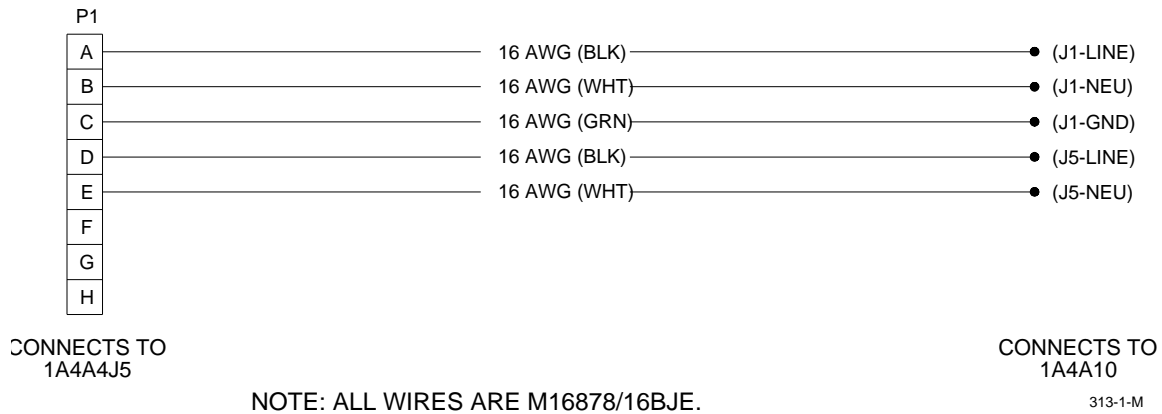 P1
A 16 AWG (BLK) (J1-LINE)
B 16 AWG (WHT) (J1-NEU)
C 16 AWG (GRN) (J1-GND)
D 16 AWG (BLK) (J5-LINE)
E 16 AWG (WHT) (J5-NEU)
F
G
H
CONNECTS TO
1A4A4J5
CONNECTS TO
1A4A10
NOTE: ALL WIRES ARE M16878/16BJE.
313-1-M